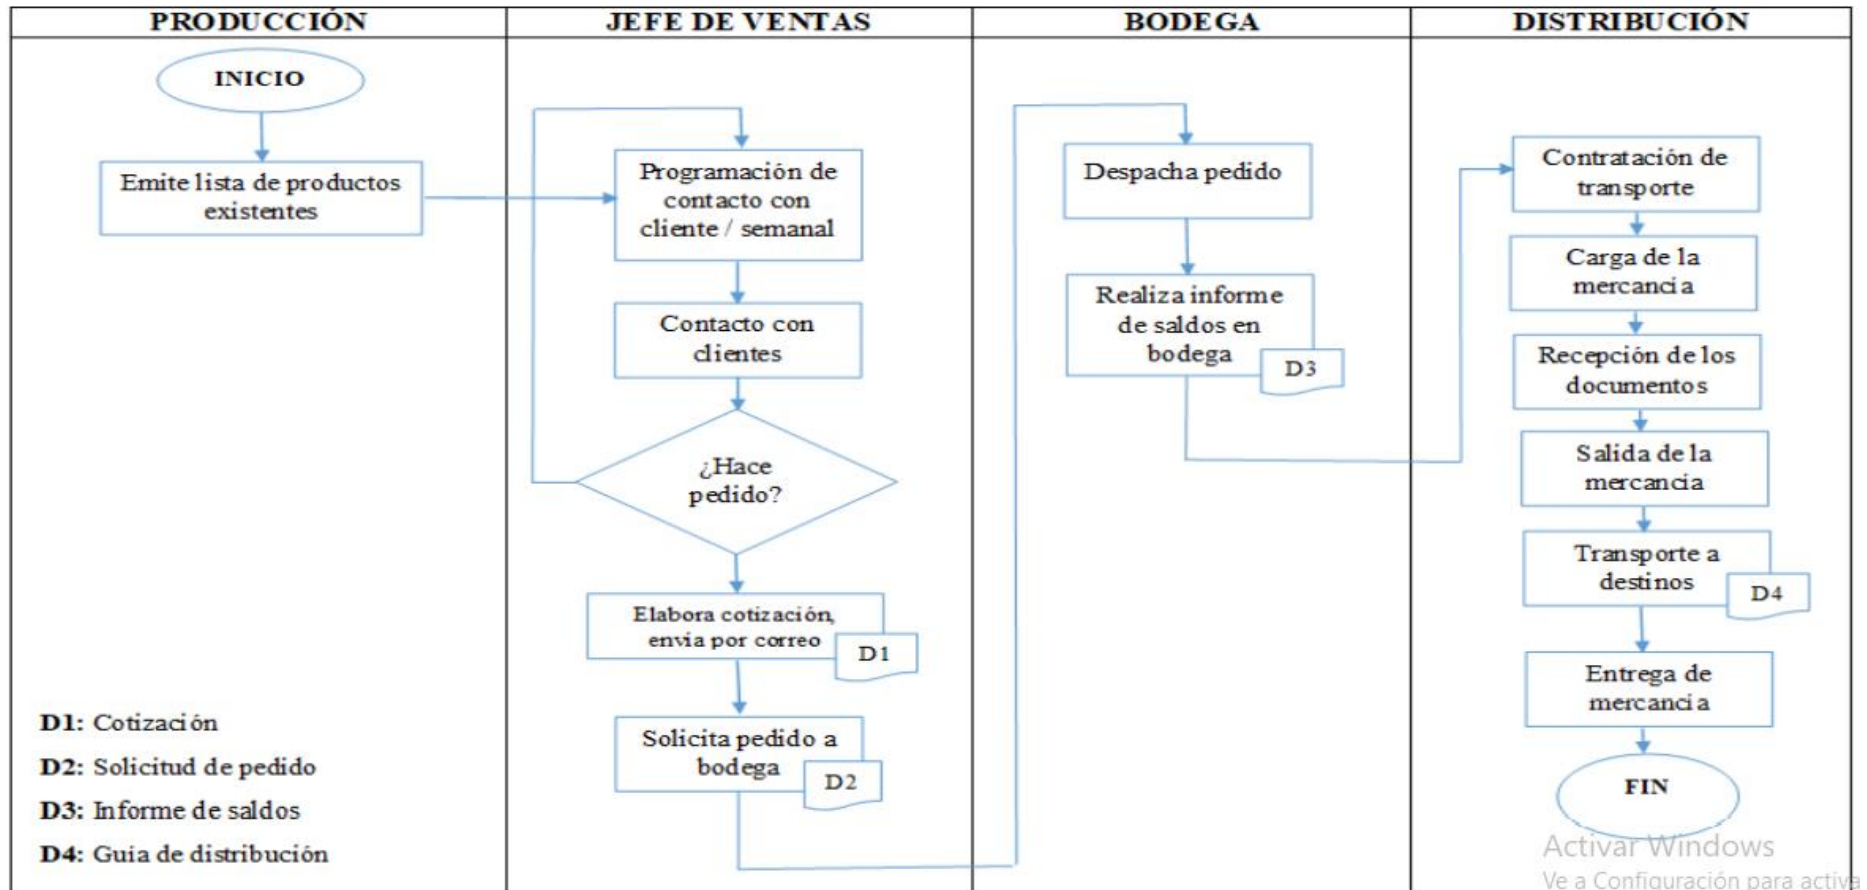 PRODUCCIÓN
JEFE DE VENTAS
BODEGA
DISTRIBUCIÓN
INICIO
Emite lista de productos
existentes
D1: Cotización
D2: Solicitud de pedido
D3: Informe de saldos
D4: Guia de distribución
Programación de
contacto con
cliente / semanal
Contacto con
clientes
¿Hace
pedido?
Elabora cotización,
envia por correo
D1
Solicita pedido a
bodega
D2
Despacha pedido
Realiza informe
de saldos en
bodega
D3
Contratación de
transporte
Carga de la
mercancia
Recepción de los
documentos
Salida de la
mercancia
Transporte a
destinos
D4
Entrega de
mercancia
FIN
Activar Windows
Ve a Configuración para activa